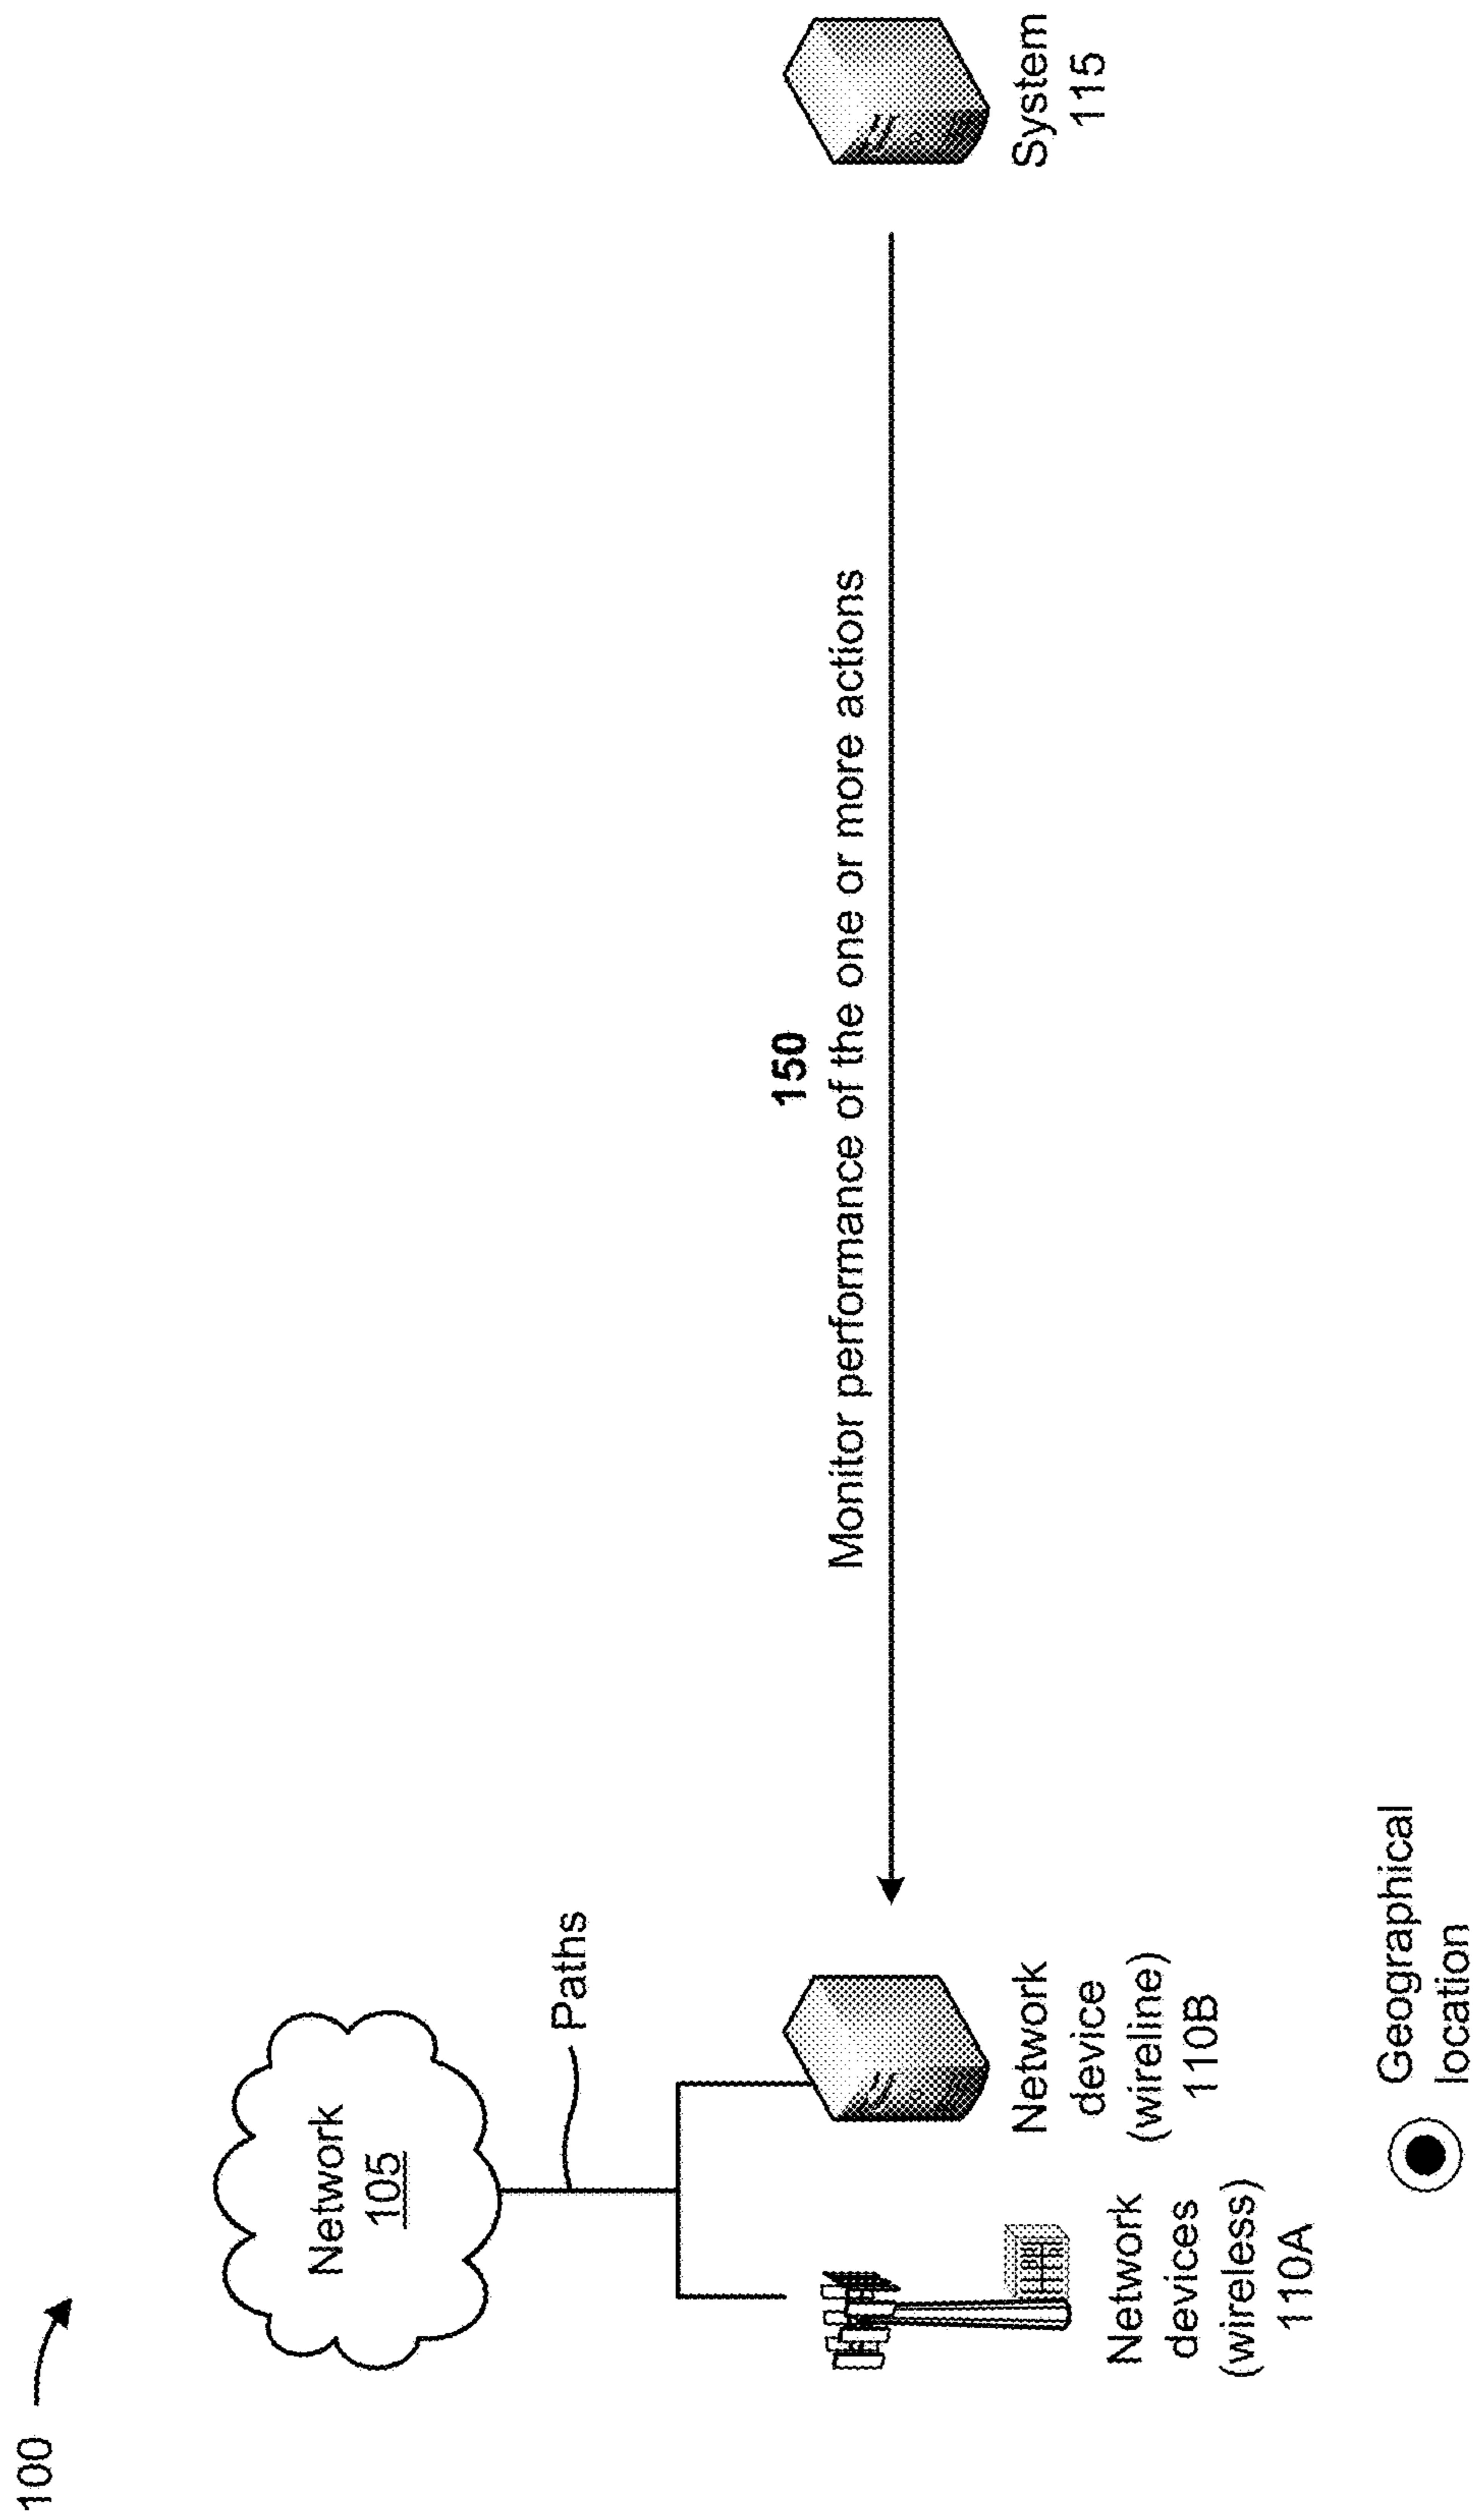 100
Network
105
Paths
150
Monitor performance of the one or more actions
Network
devices
(wireless)
110A
Network
device
(wireline)
110B
System
115
Geographical
location